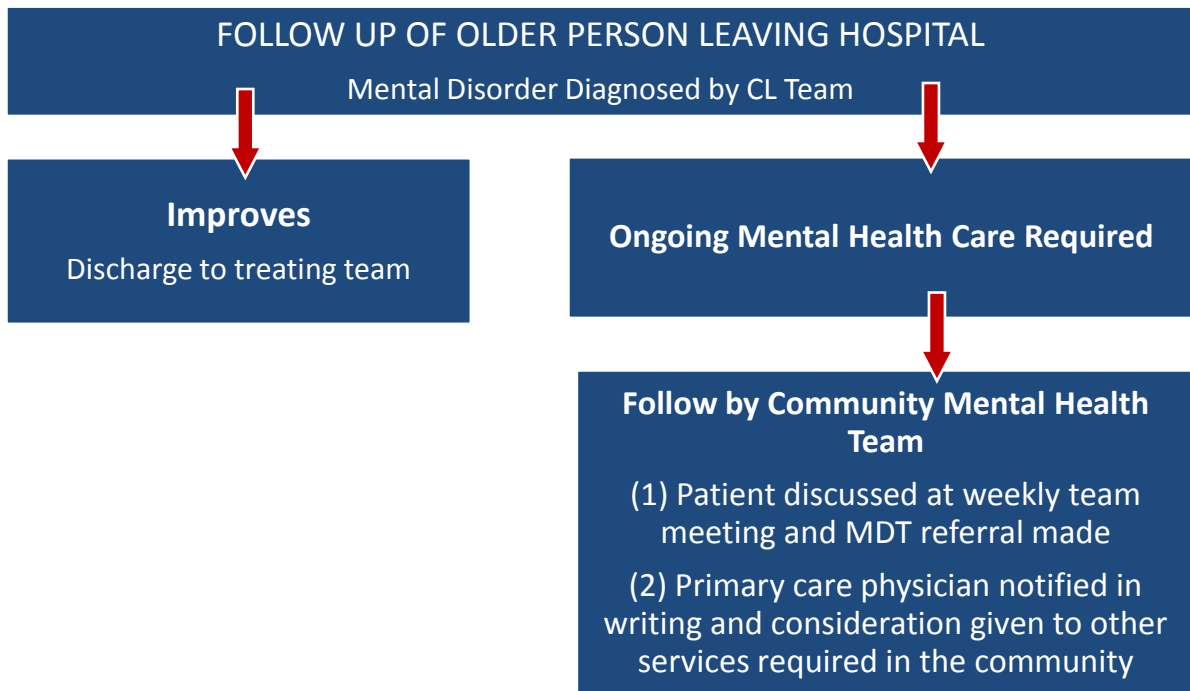 FOLLOW UP OF OLDER PERSON LEAVING HOSPITAL
Mental Disorder Diagnosed by CL Team
Improves
Discharge to treating team
Ongoing Mental Health Care Required
Follow by Community Mental Health
Team
(1) Patient discussed at weekly team
meeting and MDT referral made
(2) Primary care physician notified in
writing and consideration given to other
services required in the community